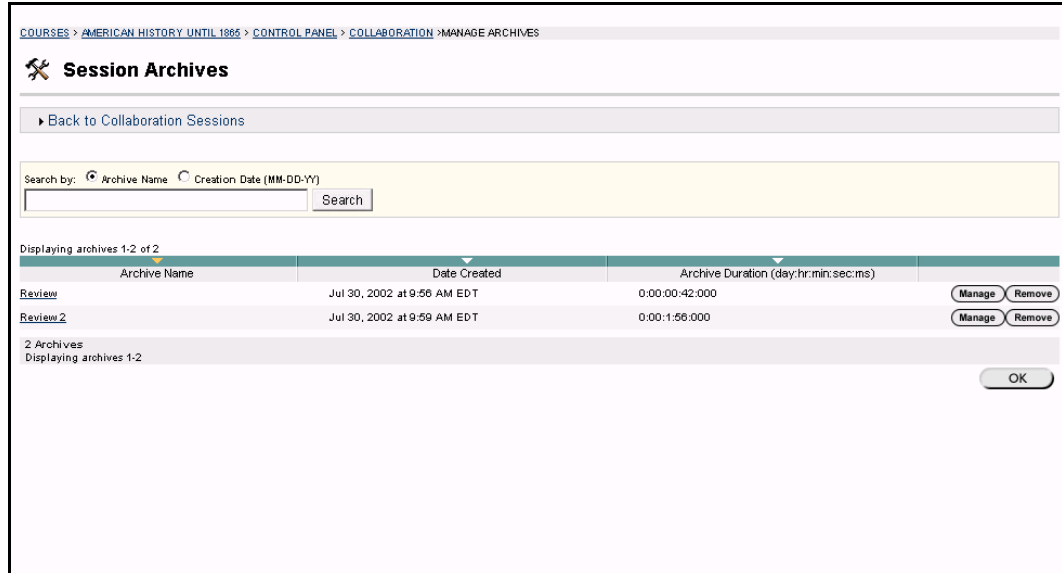 COURSES > AMERICAN HISTORY UNTIL 1865 > CONTROL PANEL > COLLABORATION >MANAGE ARCHIVES
Session Archives
Back to Collaboration Sessions
Search by: Archive Name Creation Date (MM-DD-YY)
Search
Displaying archives 1-2 of 2
Archive Name Date Created Archive Duration (day:hr:min:sec:ms)
Review Jul 30, 2002 at 9:56 AM EDT 0:00:00:42:000 Manage Remove
Review 2 Jul 30, 2002 at 9:59 AM EDT 0:00:1:56:000 Manage Remove
2 Archives
Displaying archives 1-2
OK